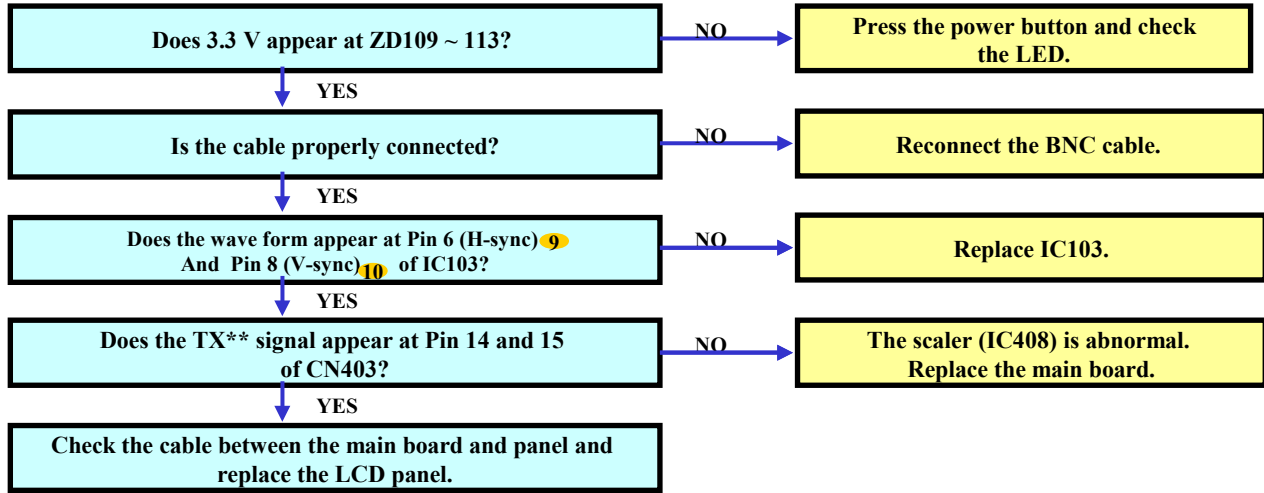 Does 3.3 V appear at ZD109 ~ 113?
NO
Press the power button and check
the LED.
YES
Is the cable properly connected?
NO
Reconnect the BNC cable.
YES
Does the wave form appear at Pin 6 (H-sync) 9
And Pin 8 (V-sync) 10 of IC103?
NO
Replace IC103.
YES
Does the TX** signal appear at Pin 14 and 15
of CN403?
NO
The scaler (IC408) is abnormal.
Replace the main board.
YES
Check the cable between the main board and panel and
replace the LCD panel.